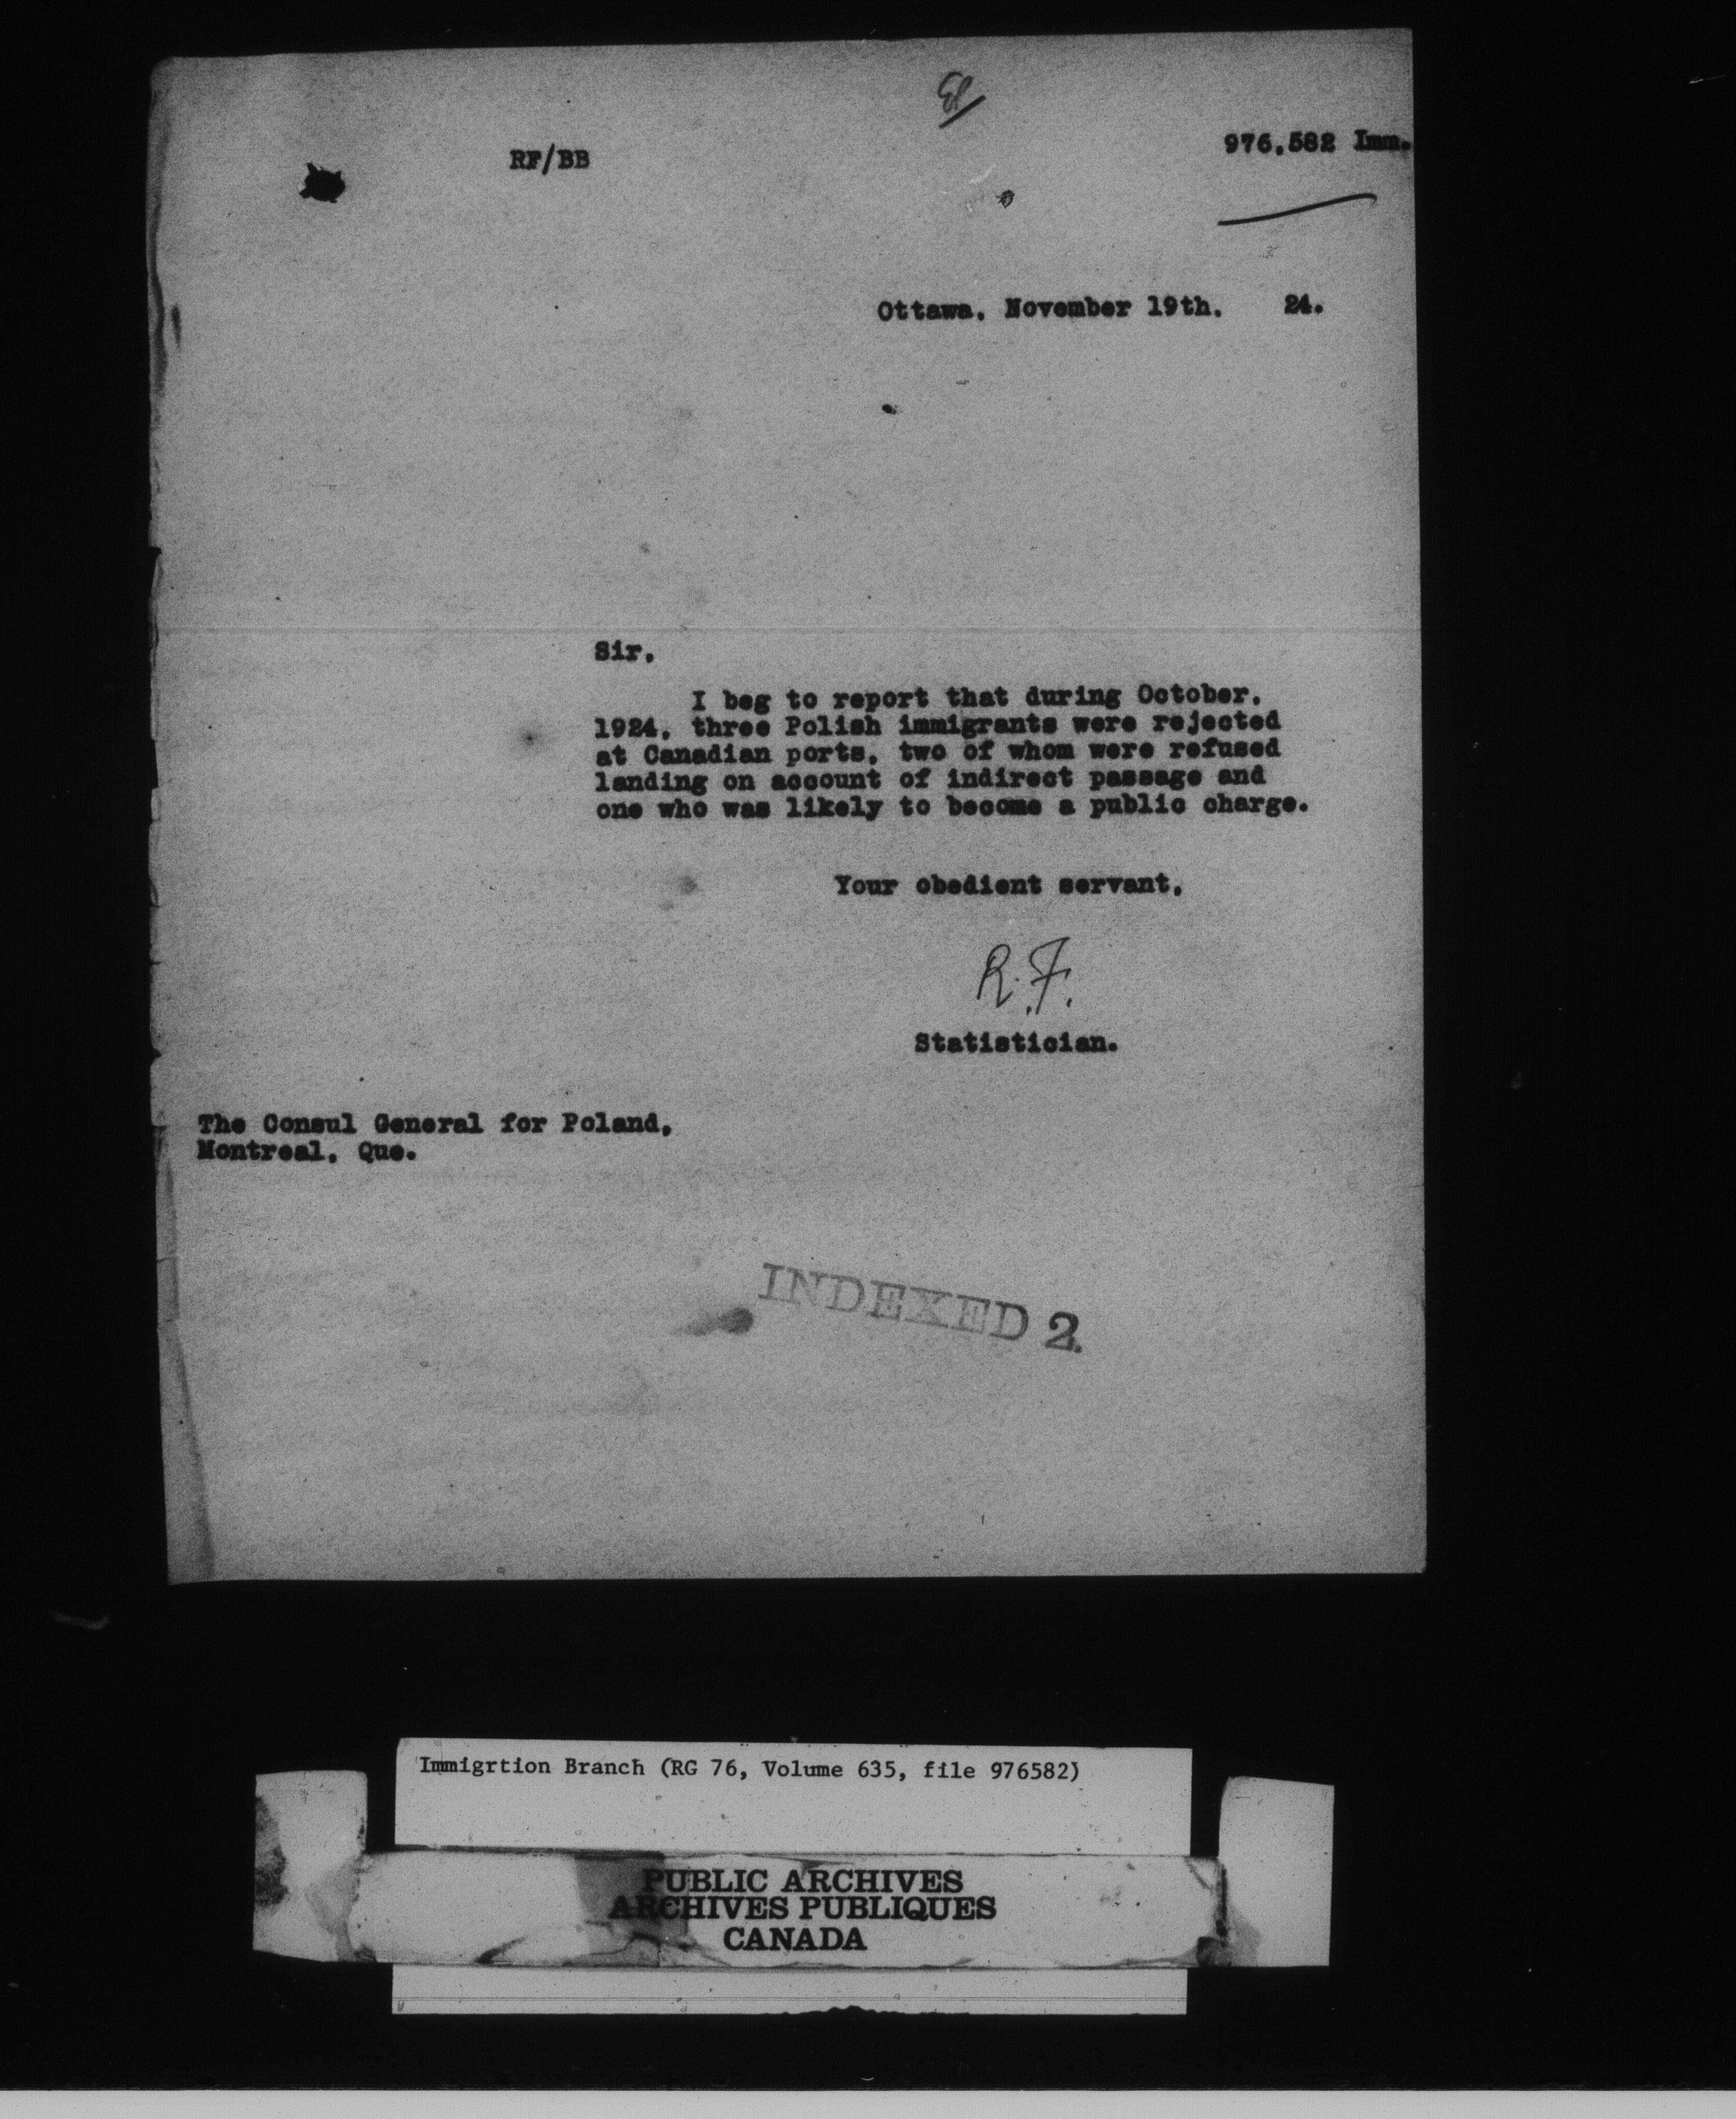 RF/BB
976,582 Imm.
Ottawa, November 19th, 24.
Sir,
I beg to report that during October,
1924, three Polish immigrants were rejected
at Canadian ports, two of whom were refused
landing on account of indirect passage and
one who was likely to become a public charge.
Your obedient servant,
R.F.
Statistician.
The Consul General for Poland,
Montreal, Que.
INDEXED 2
Immigrtion Branch (RG 76, Volume 635, file 976582)
PUBLIC ARCHIVES
ARCHIVES PUBLIQUES
CANADA